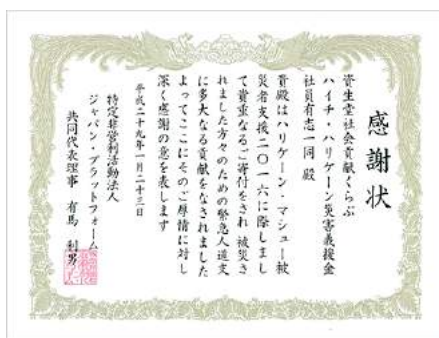 感謝状
資生堂社会貢献くらぶ
ハイチ・ハリケーン災害義援金
社員有志一同 殿
貴殿はハリケーン・マシュー被
災者支援二〇一六に際しまし
て貴重なるご寄付をされ 被災さ
れました方々のための緊急人道支
に多大なる貢献をなされました
よってここにそのご厚情に対し
深く感謝の意を表します
平成二十九年一月二十三日
特定非営利活動法人
ジャパン・プラットフォーム
共同代表理事 有馬 利男